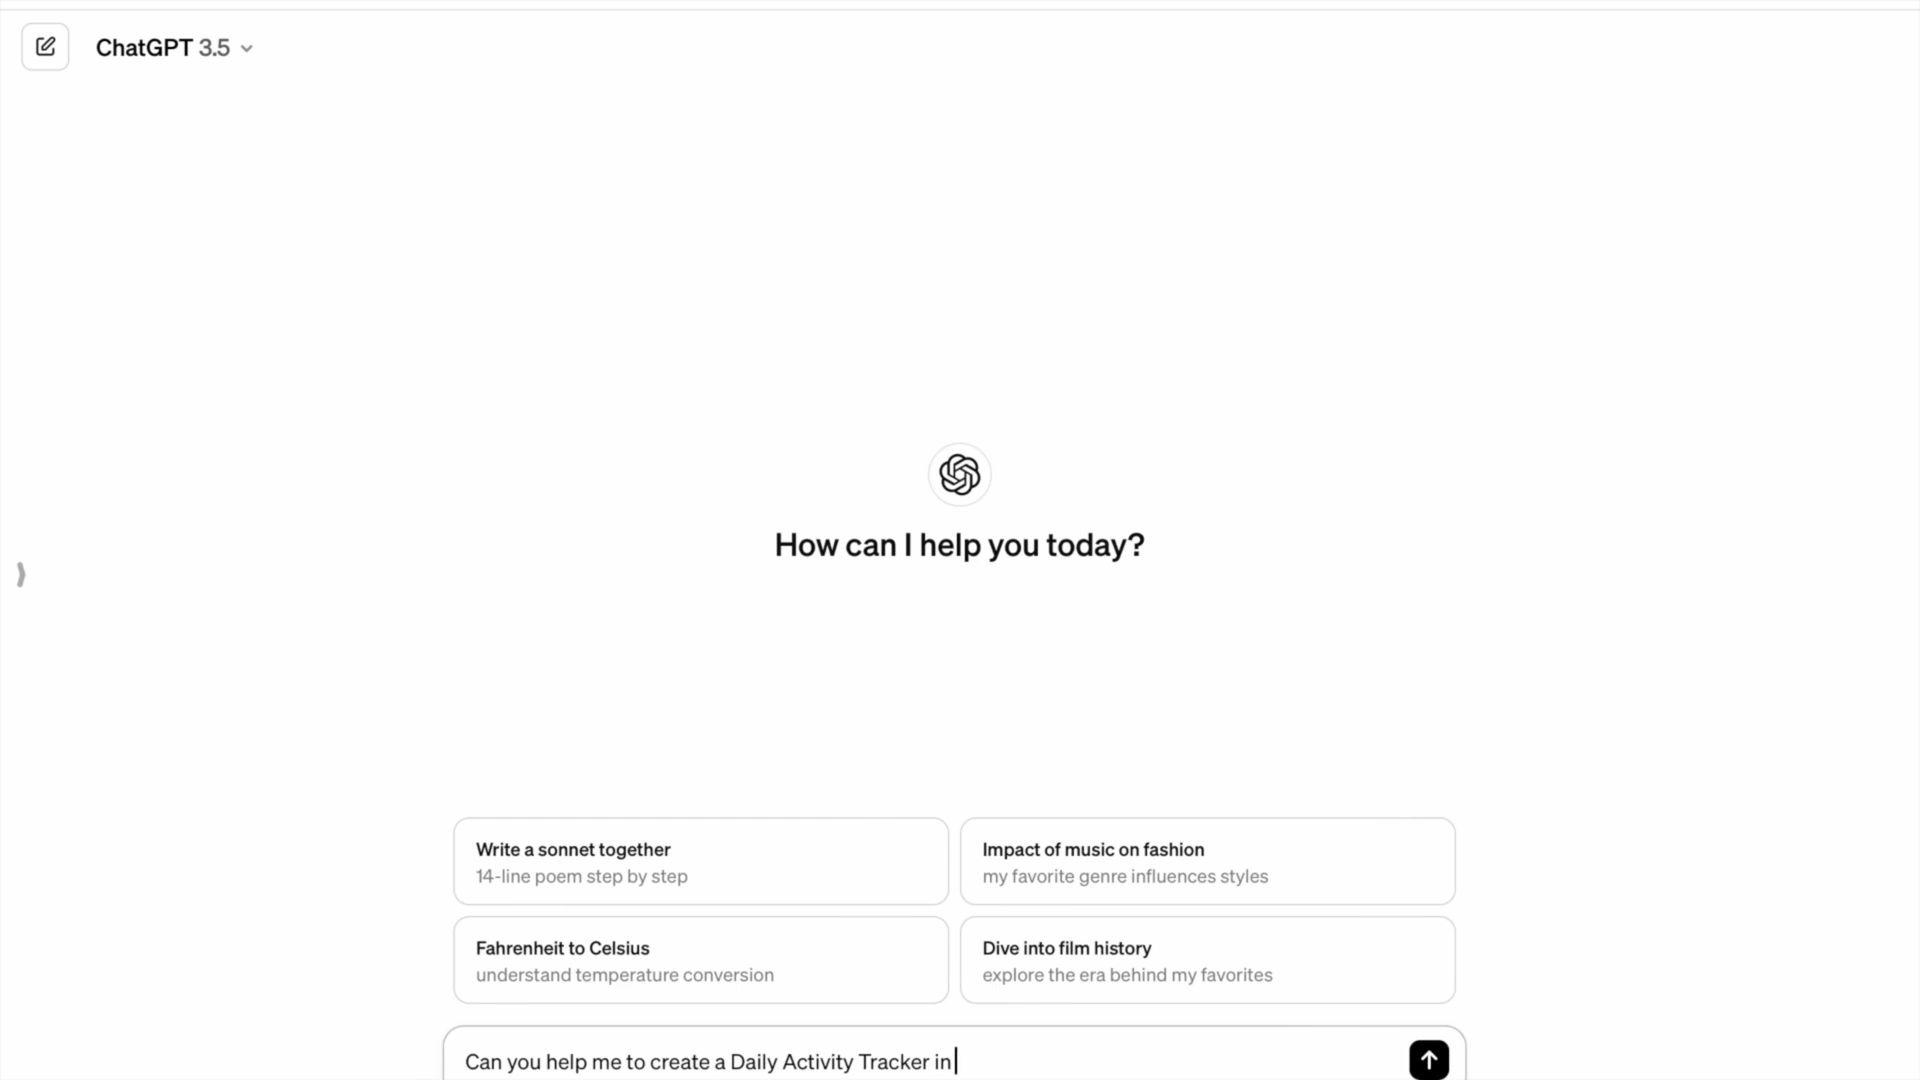 ChatGPT 3.5
How can I help you today?
Write a sonnet together
14-line poem step by step
Impact of music on fashion
my favorite genre influences styles
Fahrenheit to Celsius
understand temperature conversion
Dive into film history
explore the era behind my favorites
Can you help me to create a Daily Activity Tracker in